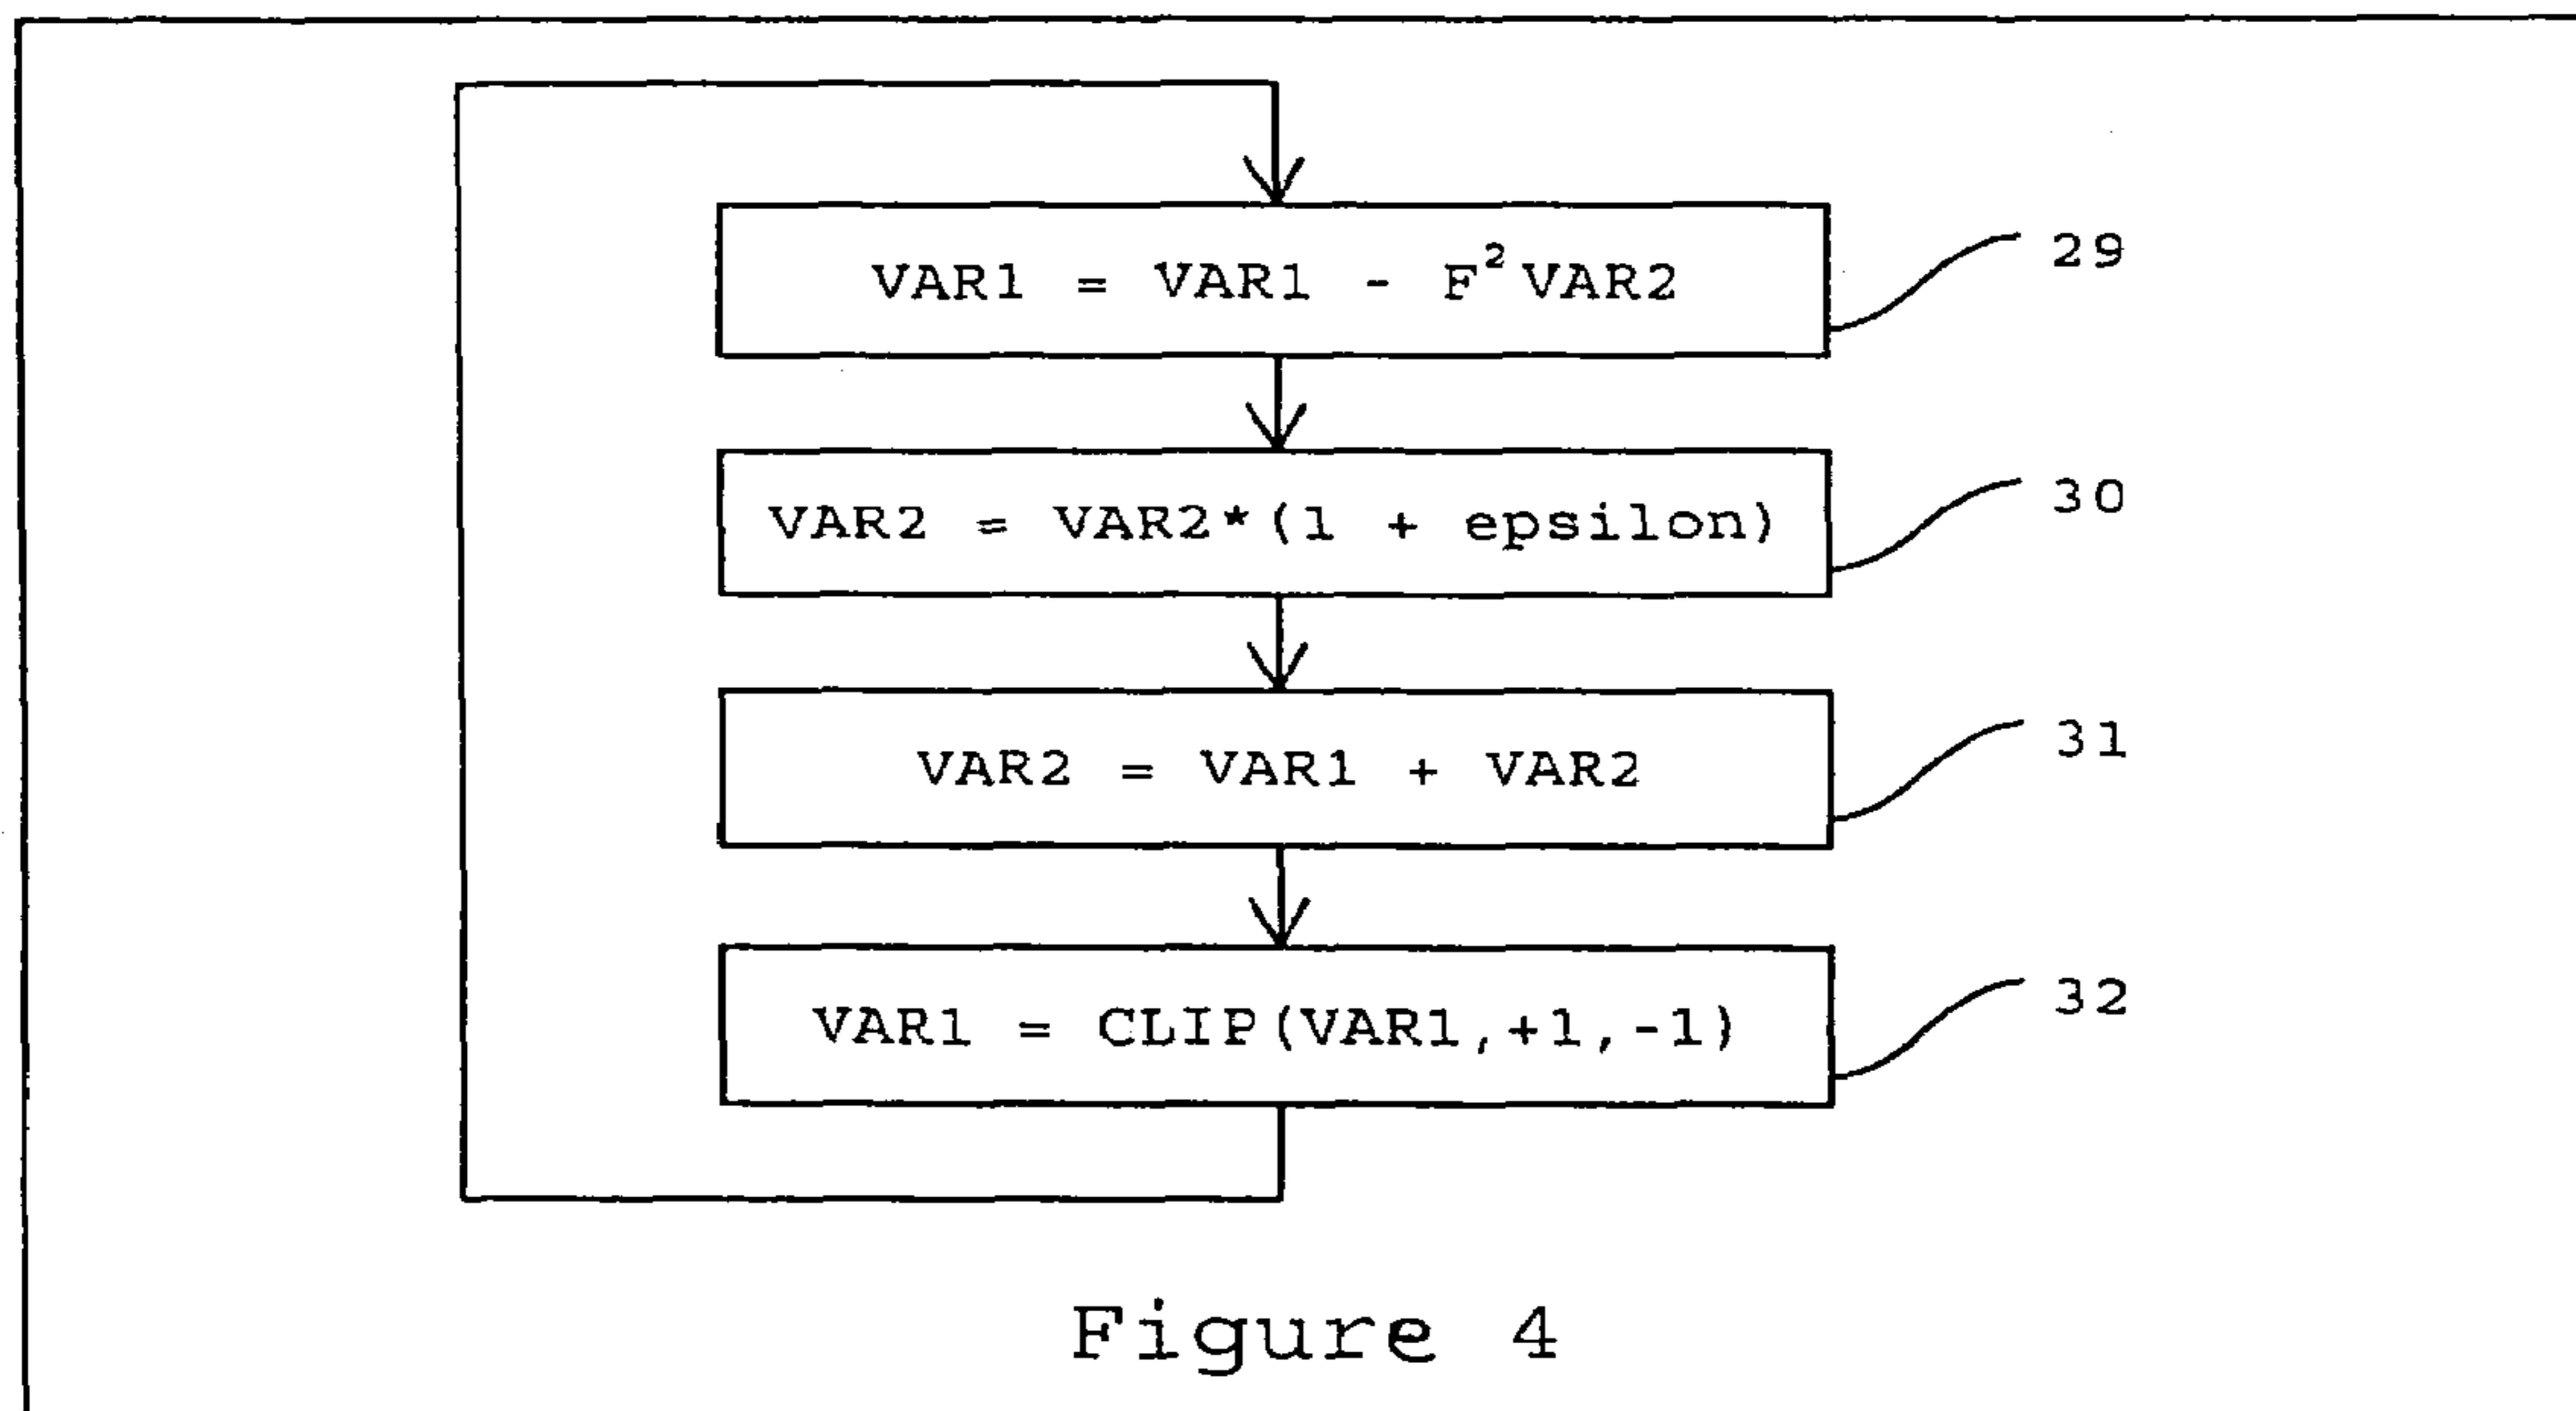 VAR1 = VAR1 - F²VAR2
29
VAR2 = VAR2*(1 + epsilon)
30
VAR2 = VAR1 + VAR2
31
VAR1 = CLIP(VAR1,+1,-1)
32
Figure 4